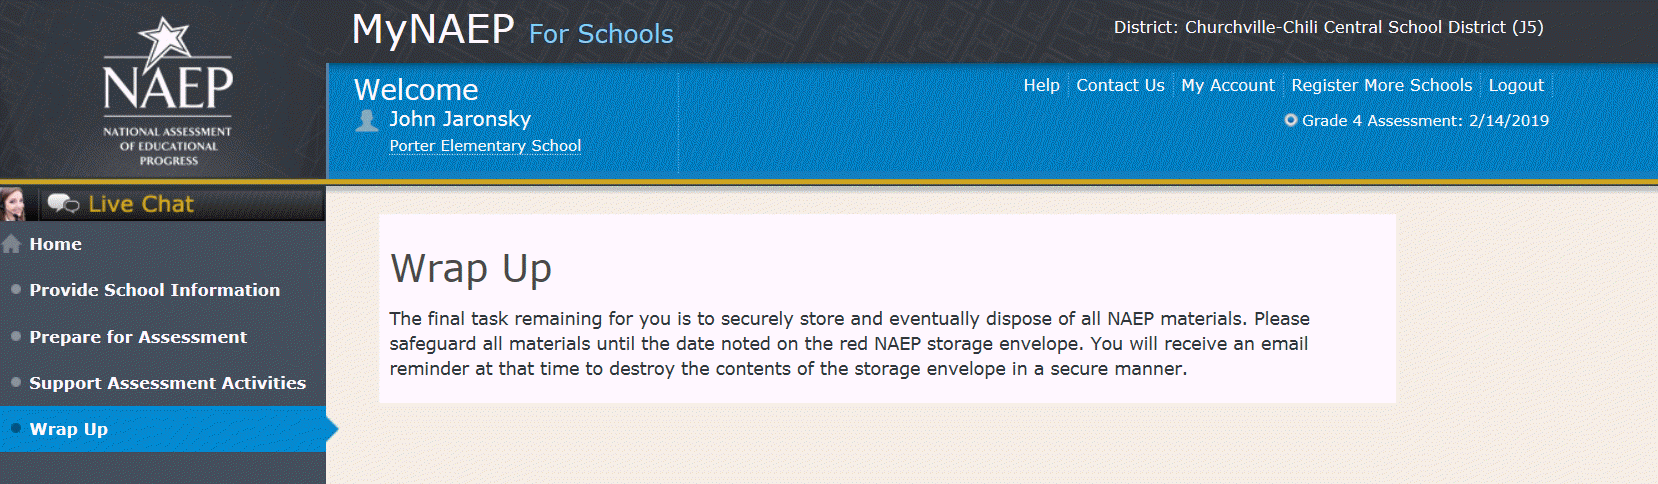 MyNAEP For Schools
District: Churchville-Chili Central School District (J5)
NAEP
NATIONAL ASSESSMENT
OF EDUCATIONAL
PROGRESS
Welcome
John Jaronsky
Porter Elementary School
Help Contact Us My Account Register More Schools Logout
Grade 4 Assessment: 2/14/2019
Live Chat
Home
Provide School Information
Prepare for Assessment
Support Assessment Activities
Wrap Up
Wrap Up
The final task remaining for you is to securely store and eventually dispose of all NAEP materials. Please
safeguard all materials until the date noted on the red NAEP storage envelope. You will receive an email
reminder at that time to destroy the contents of the storage envelope in a secure manner.